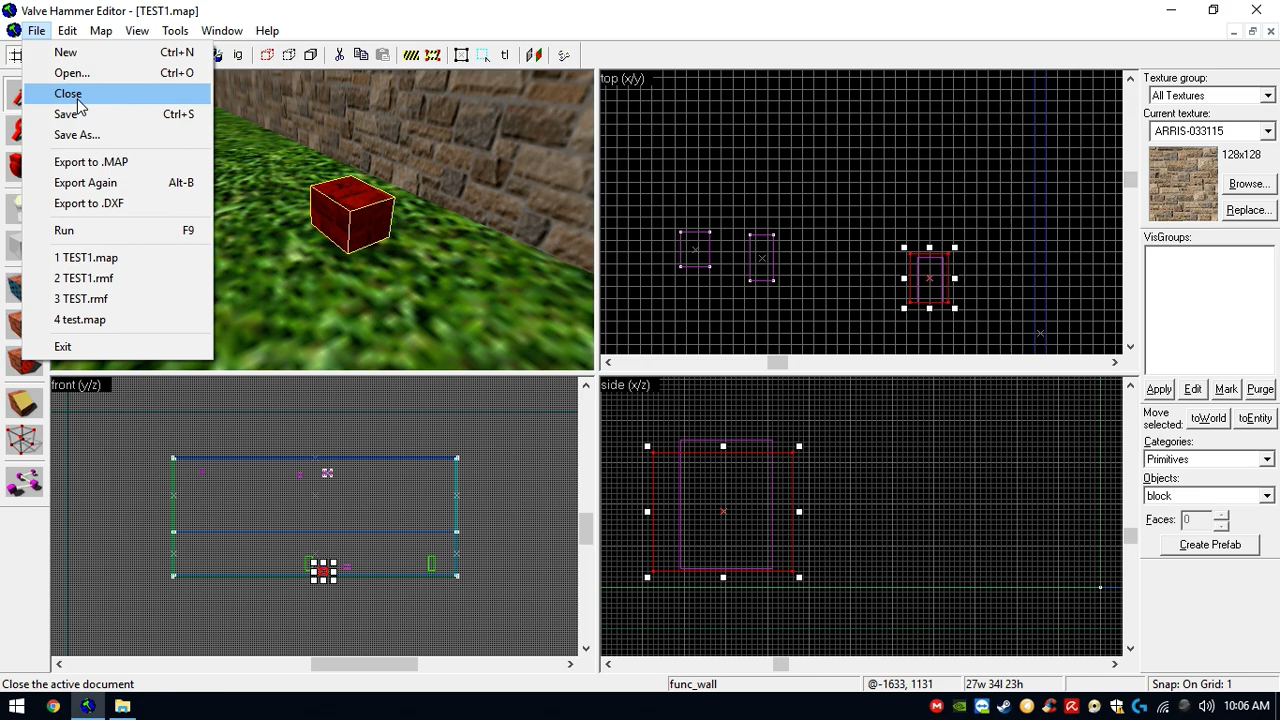 Valve Hammer Editor - [TEST1.map]
File Edit Map View Tools Window Help
New Ctrl+N
Open... Ctrl+O
Close
Save Ctrl+S
Save As...
Export to .MAP
Export Again Alt-B
Export to .DXF
Run F9
1 TEST1.map
2 TEST1.rmf
3 TEST.rmf
4 test.map
Exit
ig
tl
top (x/y)
front (y/z)
side (x/z)
Texture group:
All Textures
Current texture:
ARRIS-033115
128x128
Browse...
Replace...
VisGroups:
Apply Edit Mark Purge
Move selected: toWorld toEntity
Categories:
Primitives
Objects:
block
Faces: 0
Create Prefab
Close the active document
func_wall
@-1633, 1131
27w 34l 23h
Snap: On Grid: 1
10:06 AM